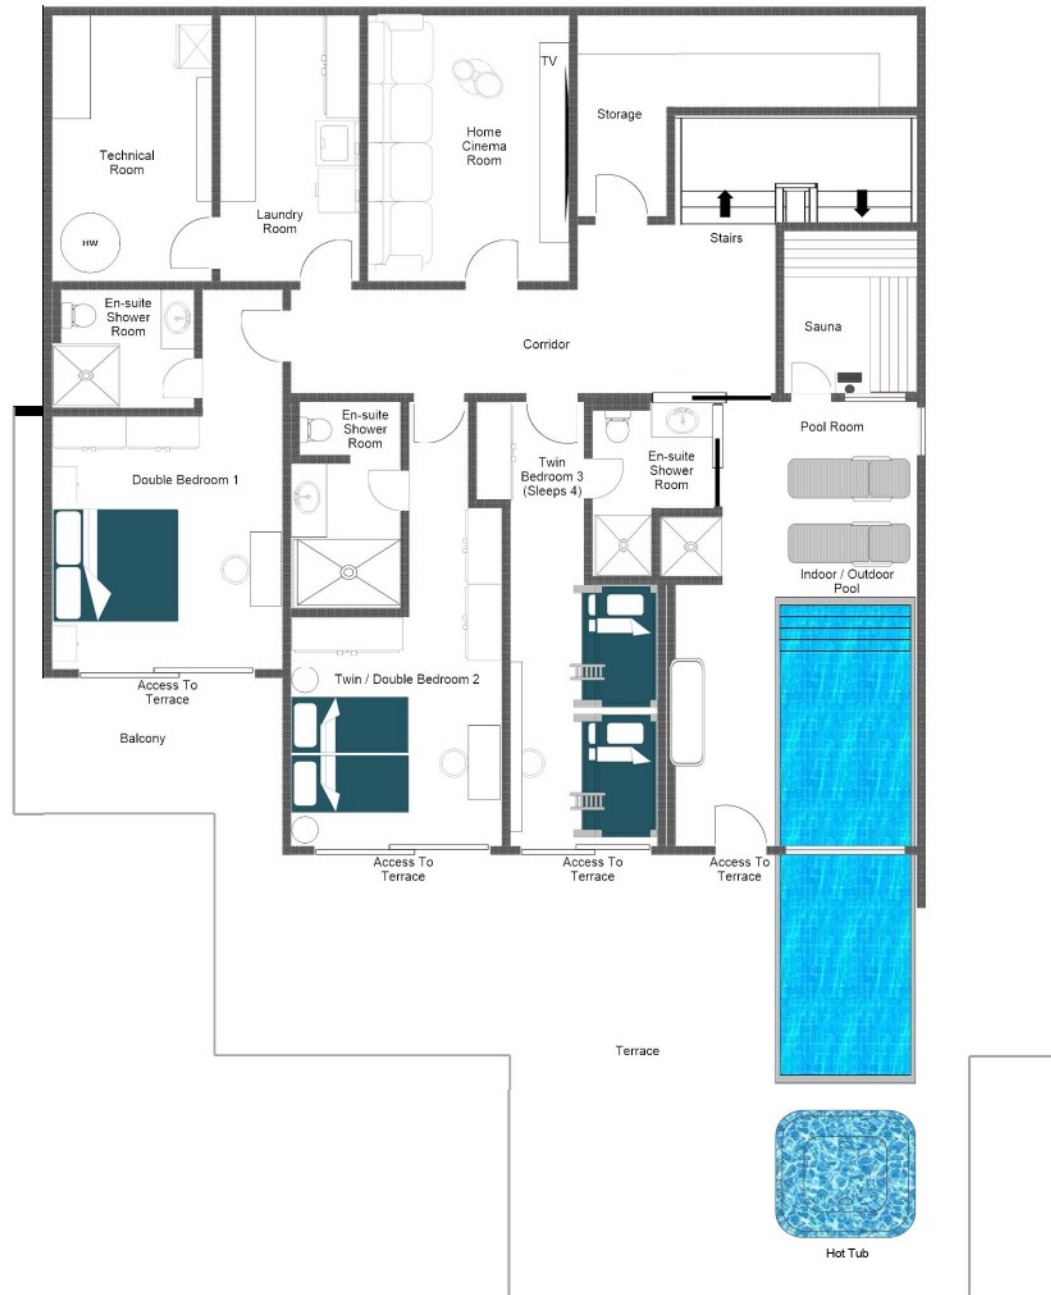 TV
Storage
Home
Cinema
Room
Technical
Room
Laundry
Room
HW
Stairs
En-suite
Shower
Room
Sauna
Corridor
En-suite
Shower
Room
Pool Room
En-suite
Shower
Room
Twin
Bedroom 3
(Sleeps 4)
Double Bedroom 1
Indoor / Outdoor
Pool
Twin / Double Bedroom 2
Access To
Terrace
Balcony
Access To
Terrace
Access To
Terrace
Access To
Terrace
Terrace
Hot Tub